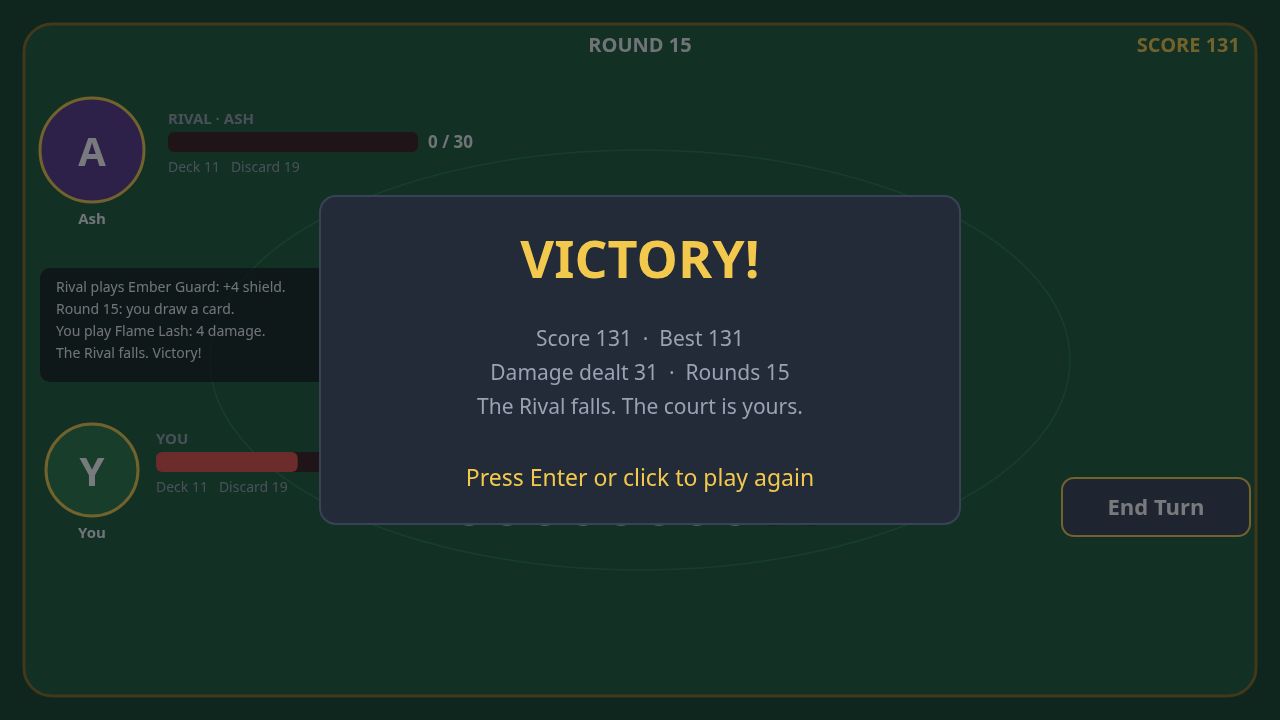 ROUND 15
SCORE 131
A
Ash
RIVAL · ASH
0 / 30
Deck 11 Discard 19
Rival plays Ember Guard: +4 shield.
Round 15: you draw a card.
You play Flame Lash: 4 damage.
The Rival falls. Victory!
VICTORY!
Score 131 · Best 131
Damage dealt 31 · Rounds 15
The Rival falls. The court is yours.
Press Enter or click to play again
Y
You
YOU
Deck 11 Discard 19
End Turn